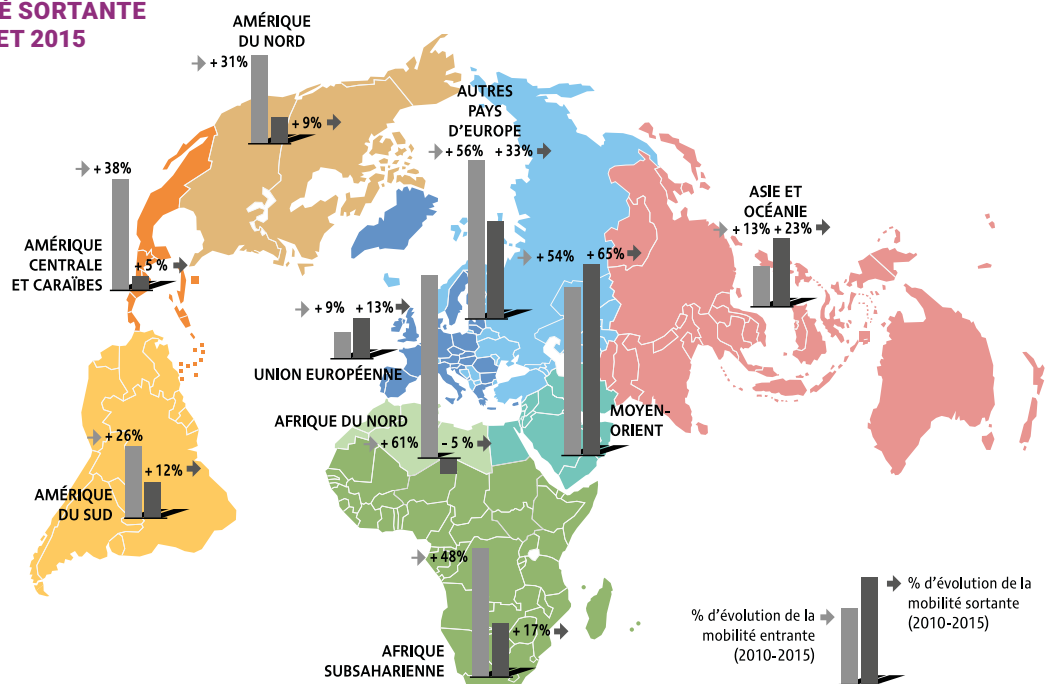 É SORTANTE
ET 2015
AMÉRIQUE
DU NORD
+ 31%
+ 9%
AUTRES
PAYS
D'EUROPE
+ 56% + 33%
+ 38%
+ 5 %
AMÉRIQUE
CENTRALE
ET CARAÏBES
ASIE ET
OCÉANIE
+ 13% + 23%
+ 54% + 65%
+ 9% + 13%
UNION EUROPÉENNE
AFRIQUE DU NORD
+ 61% - 5 %
MOYEN-
ORIENT
+ 26%
+ 12%
AMÉRIQUE
DU SUD
+ 48%
+ 17%
AFRIQUE
SUBSAHARIENNE
% d'évolution de la
mobilité entrante
(2010-2015)
% d'évolution de la
mobilité sortante
(2010-2015)